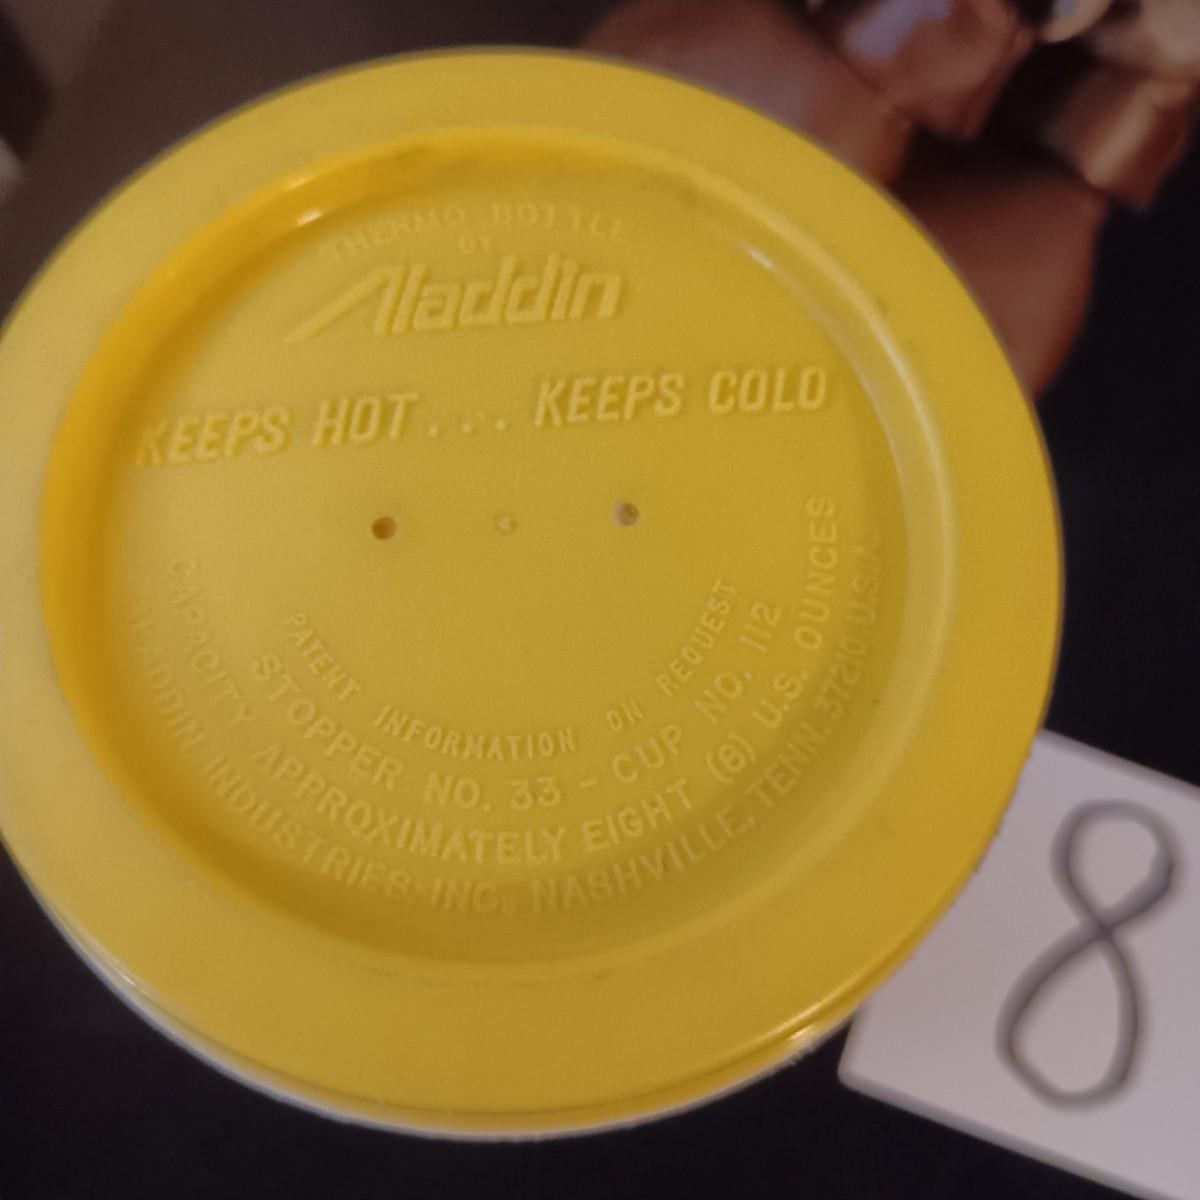 THERMO BOTTLE
BY
Aladdin
KEEPS HOT... KEEPS COLD
PATENT INFORMATION ON REQUEST
STOPPER NO. 33 - CUP NO. 112
CAPACITY APPROXIMATELY EIGHT (8) U.S. OUNCES
ALADDIN INDUSTRIES, INC., NASHVILLE, TENN. 37210 U.S.A.
8